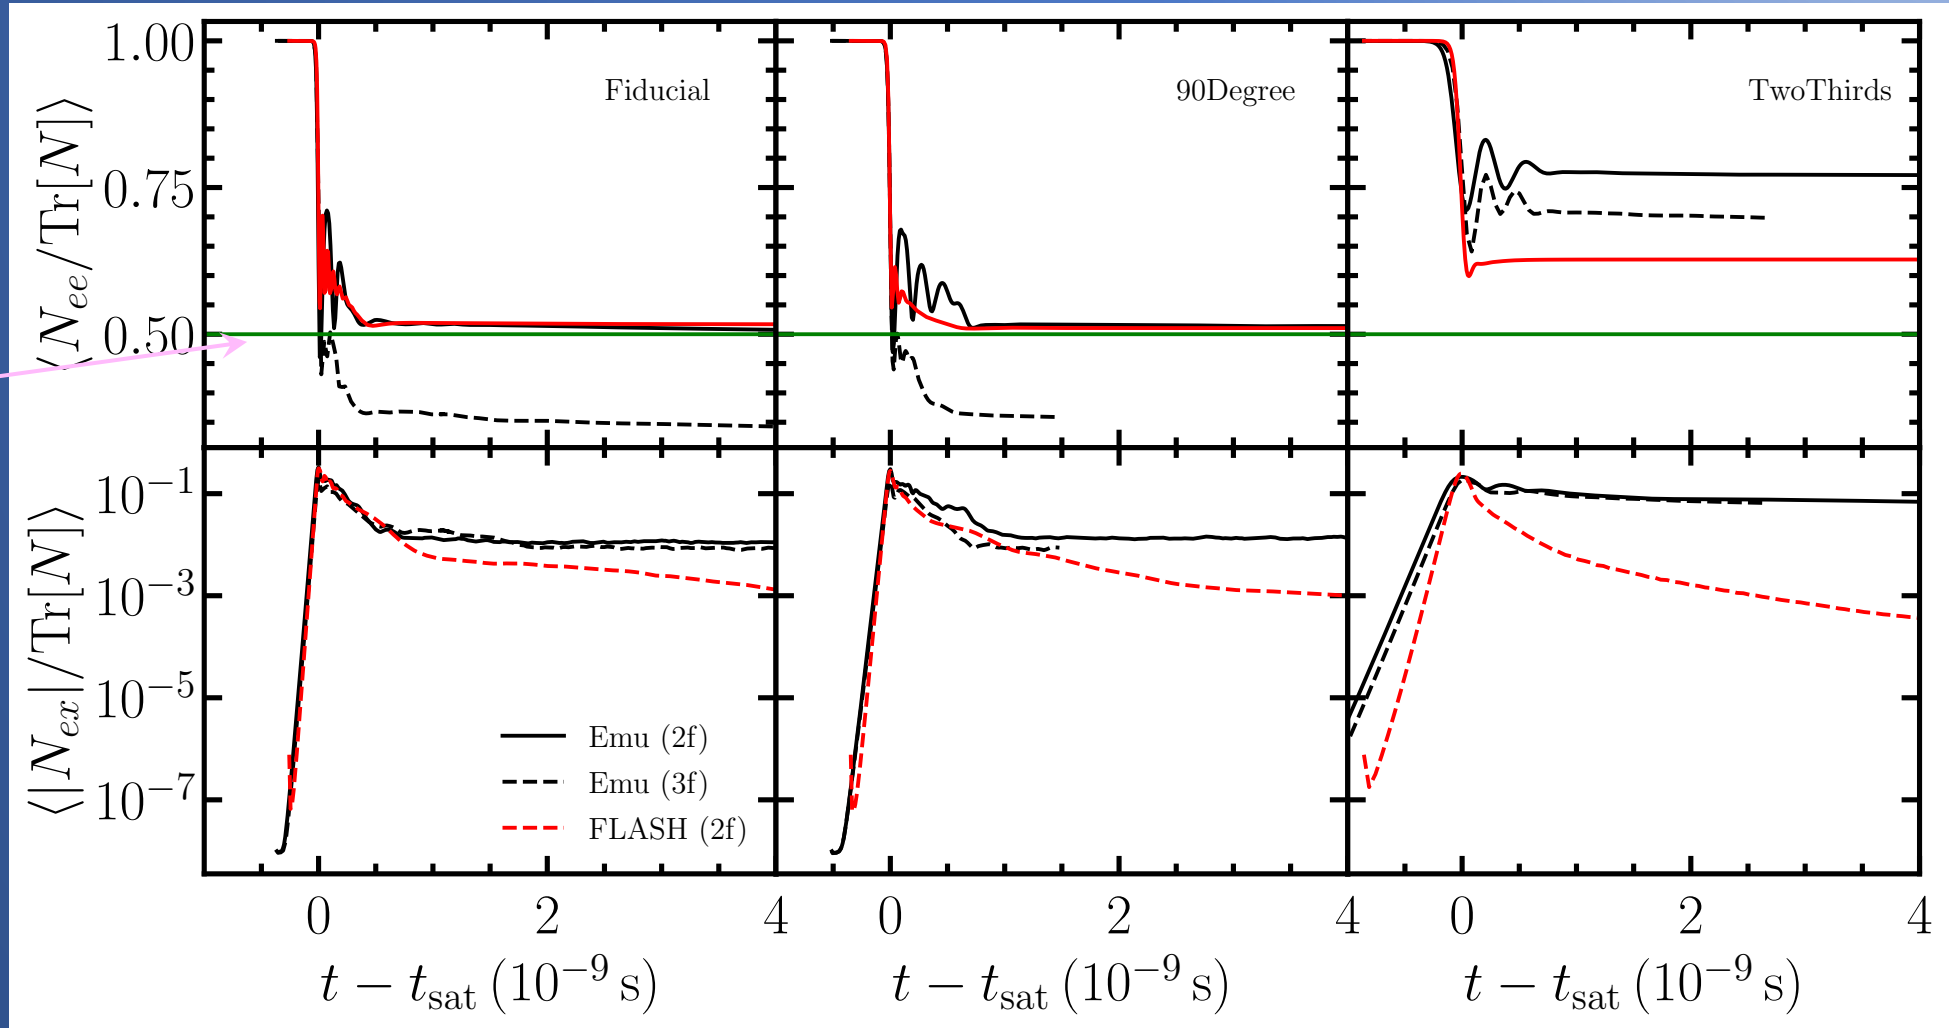 ⟨N_ee/Tr[N]⟩
1.00
0.75
0.50
Fiducial
90Degree
TwoThirds
⟨|N_ex|/Tr[N]⟩
10^−1
10^−3
10^−5
10^−7
Emu (2f)
Emu (3f)
FLASH (2f)
0 2 4 0 2 4 0 2 4
t − t_sat (10^−9 s) t − t_sat (10^−9 s) t − t_sat (10^−9 s)